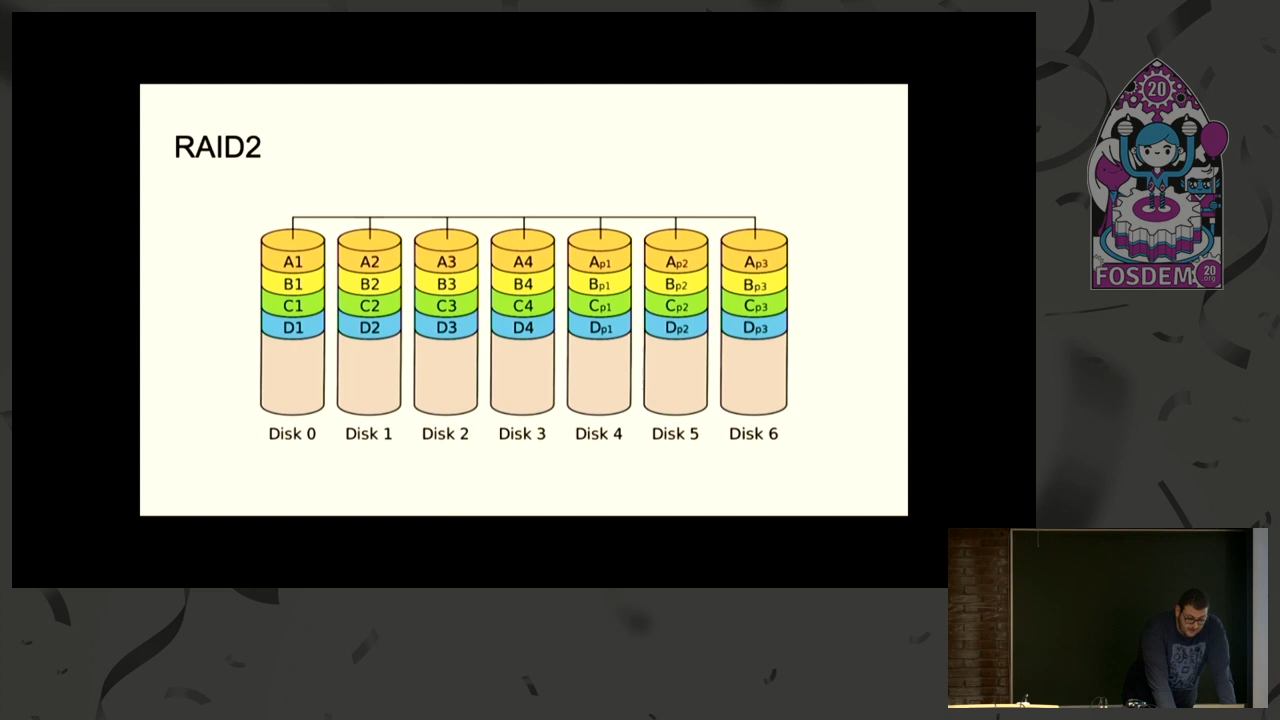 RAID2
A1 A2 A3 A4 Ap1 Ap2 Ap3
B1 B2 B3 B4 Bp1 Bp2 Bp3
C1 C2 C3 C4 Cp1 Cp2 Cp3
D1 D2 D3 D4 Dp1 Dp2 Dp3
Disk 0 Disk 1 Disk 2 Disk 3 Disk 4 Disk 5 Disk 6
20
FOSDEM
20
.org